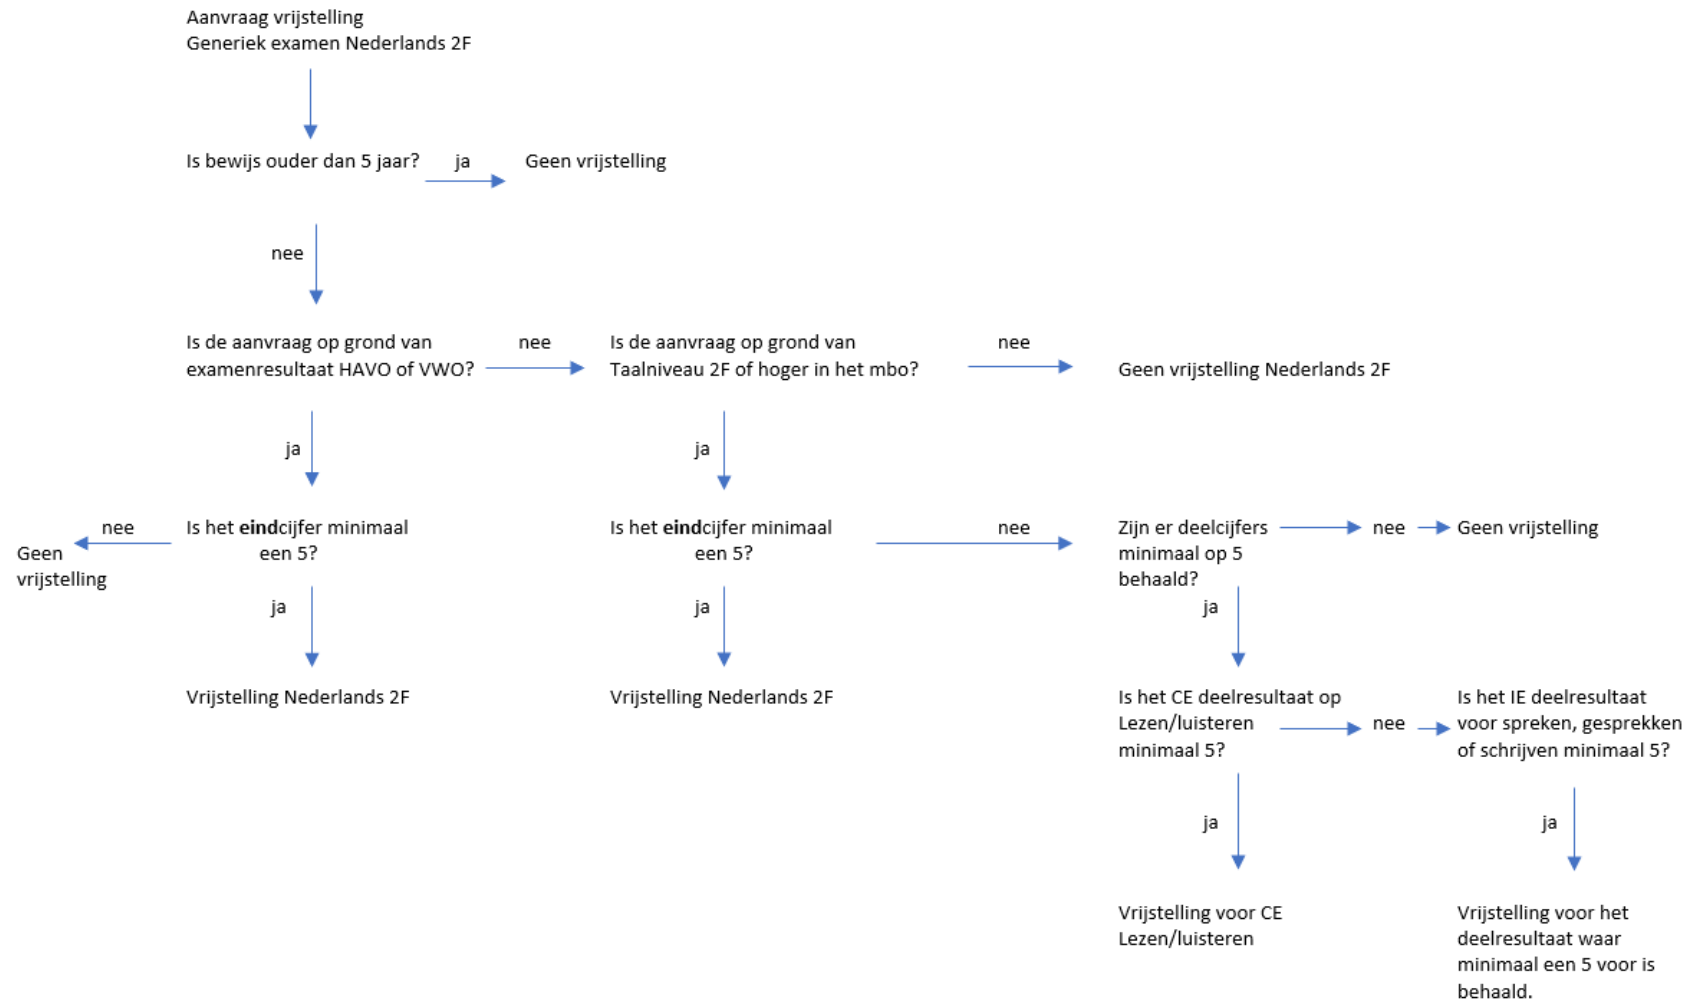 Aanvraag vrijstelling
Generiek examen Nederlands 2F
Is bewijs ouder dan 5 jaar?
ja
Geen vrijstelling
nee
Is de aanvraag op grond van
examenresultaat HAVO of VWO?
nee
Is de aanvraag op grond van
Taalniveau 2F of hoger in het mbo?
nee
Geen vrijstelling Nederlands 2F
ja
ja
Geen
vrijstelling
nee
Is het eindcijfer minimaal
een 5?
Is het eindcijfer minimaal
een 5?
nee
Zijn er deelcijfers
minimaal op 5
behaald?
nee
Geen vrijstelling
ja
ja
ja
Vrijstelling Nederlands 2F
Vrijstelling Nederlands 2F
Is het CE deelresultaat op
Lezen/luisteren
minimaal 5?
nee
Is het IE deelresultaat
voor spreken, gesprekken
of schrijven minimaal 5?
ja
ja
Vrijstelling voor CE
Lezen/luisteren
Vrijstelling voor het
deelresultaat waar
minimaal een 5 voor is
behaald.